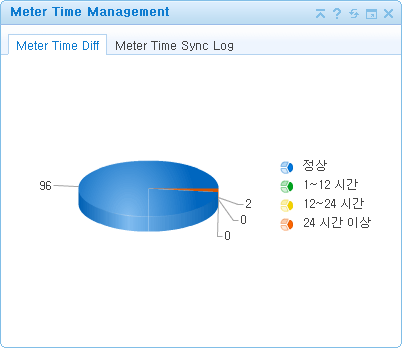 Meter Time Management
Meter Time Diff Meter Time Sync Log
96
2
0
0
정상
1~12 시간
12~24 시간
24 시간 이상